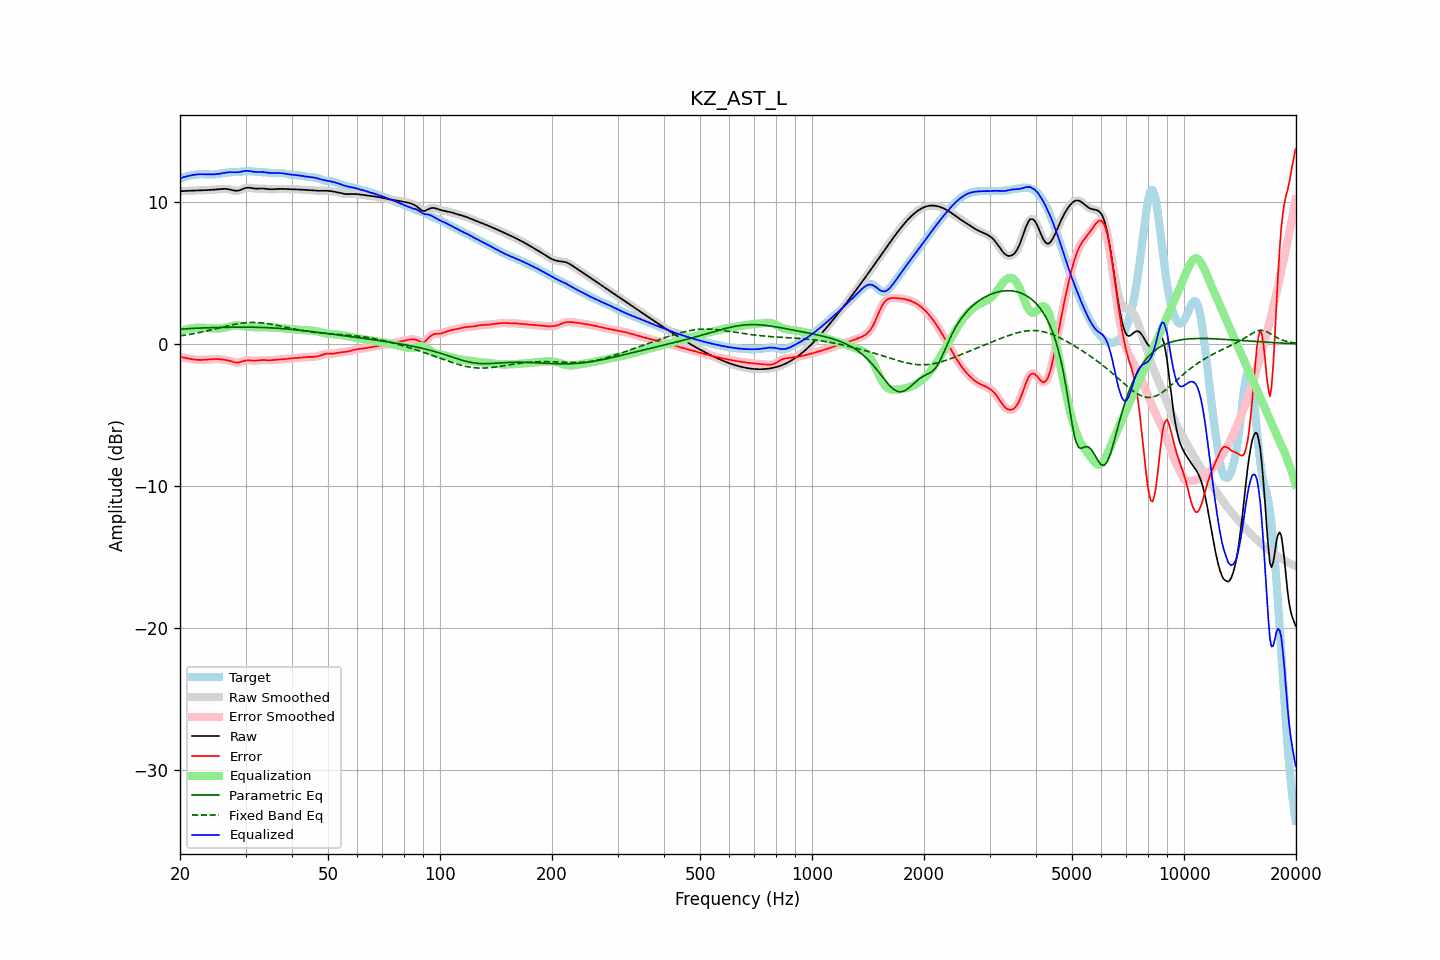 KZ_AST_L
Amplitude (dBr)
10
0
−10
−20
−30
Target
Raw Smoothed
Error Smoothed
Raw
Error
Equalization
Parametric Eq
Fixed Band Eq
Equalized
20
50
100
200
500
1000
2000
5000
10000
20000
Frequency (Hz)